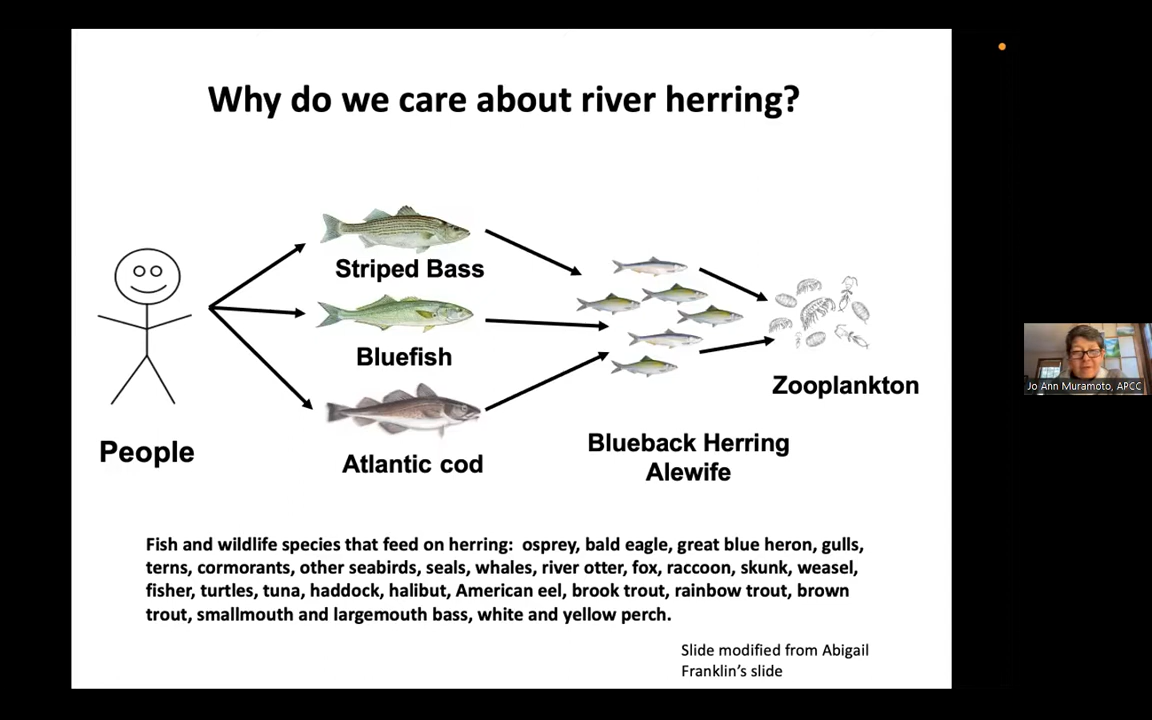 Why do we care about river herring?
Striped Bass
Bluefish
Atlantic cod
People
Blueback Herring
Alewife
Zooplankton
Fish and wildlife species that feed on herring: osprey, bald eagle, great blue heron, gulls,
terns, cormorants, other seabirds, seals, whales, river otter, fox, raccoon, skunk, weasel,
fisher, turtles, tuna, haddock, halibut, American eel, brook trout, rainbow trout, brown
trout, smallmouth and largemouth bass, white and yellow perch.
Slide modified from Abigail
Franklin's slide
Jo Ann Muramoto, APCC